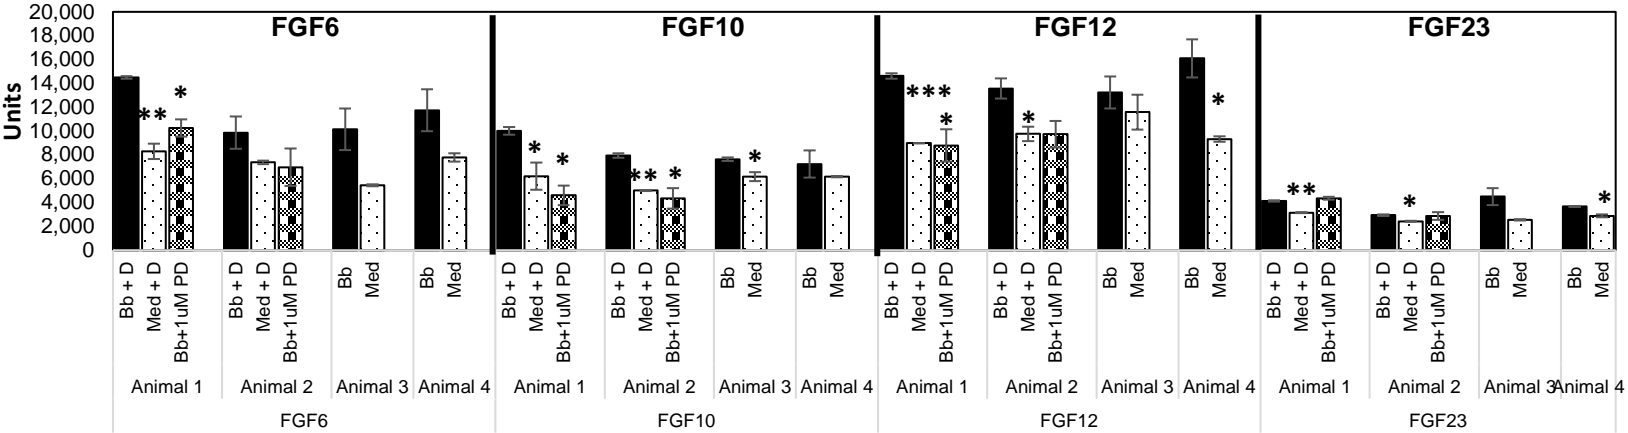 FGF6 FGF10 FGF12 FGF23
Units
20,000
18,000
16,000
14,000
12,000
10,000
8,000
6,000
4,000
2,000
0
** *
* * ** * *
*** * * *
** * *
Bb + D Med + D Bb+1uM PD Bb + D Med + D Bb+1uM PD Bb Med Bb Med
Bb + D Med + D Bb+1uM PD Bb + D Med + D Bb+1uM PD Bb Med Bb Med
Bb + D Med + D Bb+1uM PD Bb + D Med + D Bb+1uM PD Bb Med Bb Med
Bb + D Med + D Bb+1uM PD Bb + D Med + D Bb+1uM PD Bb Med Bb Med
Animal 1 Animal 2 Animal 3 Animal 4 Animal 1 Animal 2 Animal 3 Animal 4 Animal 1 Animal 2 Animal 3 Animal 4 Animal 1 Animal 2 Animal 3 Animal 4
FGF6 FGF10 FGF12 FGF23